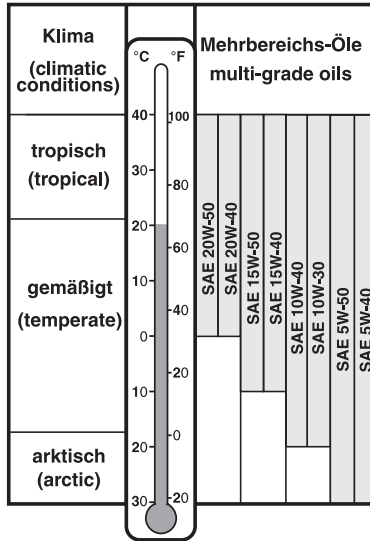 Klima
(climatic
conditions)
°C
°F
Mehrbereichs-Öle
multi-grade oils
40
30
20
10
0
10
20
30
100
80
60
40
20
0
20
tropisch
(tropical)
gemäßigt
(temperate)
arktisch
(arctic)
SAE 20W-50
SAE 20W-40
SAE 15W-50
SAE 15W-40
SAE 10W-40
SAE 10W-30
SAE 5W-50
SAE 5W-40